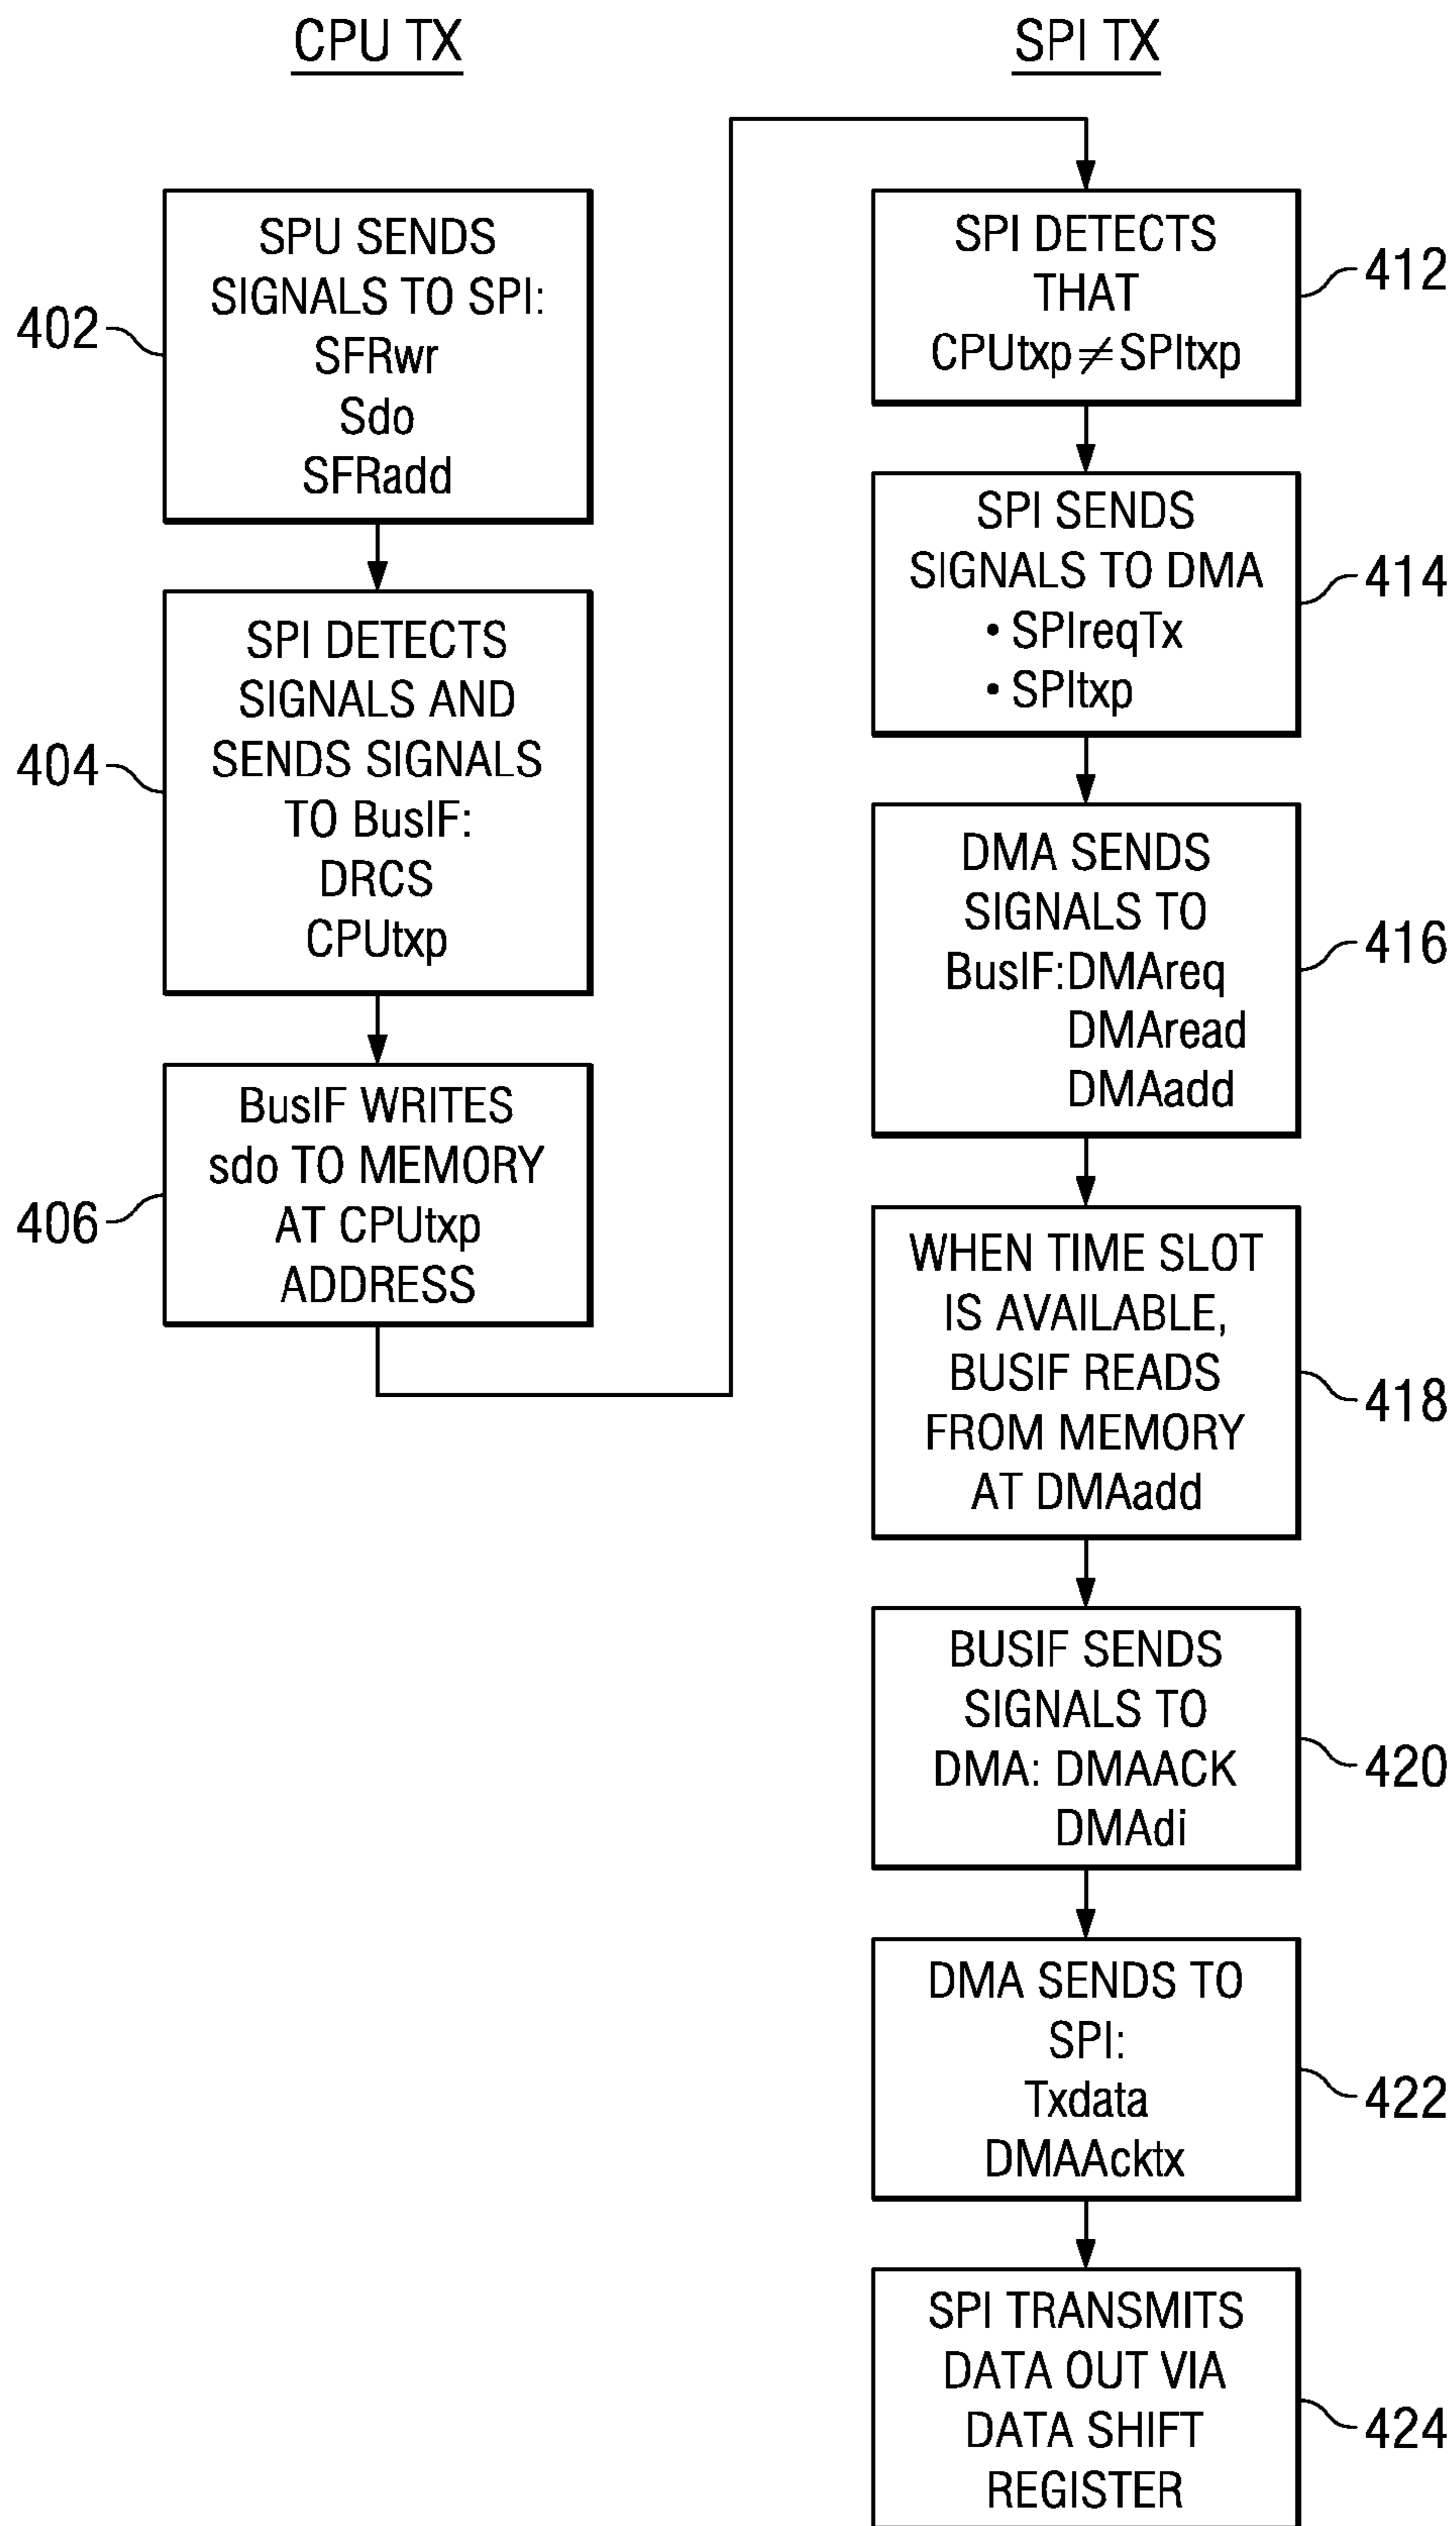 CPU TX
SPU SENDS
SIGNALS TO SPI:
SFRwr
Sdo
SFRadd
402
SPI DETECTS
SIGNALS AND
SENDS SIGNALS
TO BusIF:
DRCS
CPUtxp
404
BusIF WRITES
sdo TO MEMORY
AT CPUtxp
ADDRESS
406
SPI TX
SPI DETECTS
THAT
CPUtxp≠SPItxp
412
SPI SENDS
SIGNALS TO DMA
• SPIreqTx
• SPItxp
414
DMA SENDS
SIGNALS TO
BusIF:DMAreq
DMAread
DMAadd
416
WHEN TIME SLOT
IS AVAILABLE,
BUSIF READS
FROM MEMORY
AT DMAadd
418
BUSIF SENDS
SIGNALS TO
DMA: DMAACK
DMAdi
420
DMA SENDS TO
SPI:
Txdata
DMAAcktx
422
SPI TRANSMITS
DATA OUT VIA
DATA SHIFT
REGISTER
424